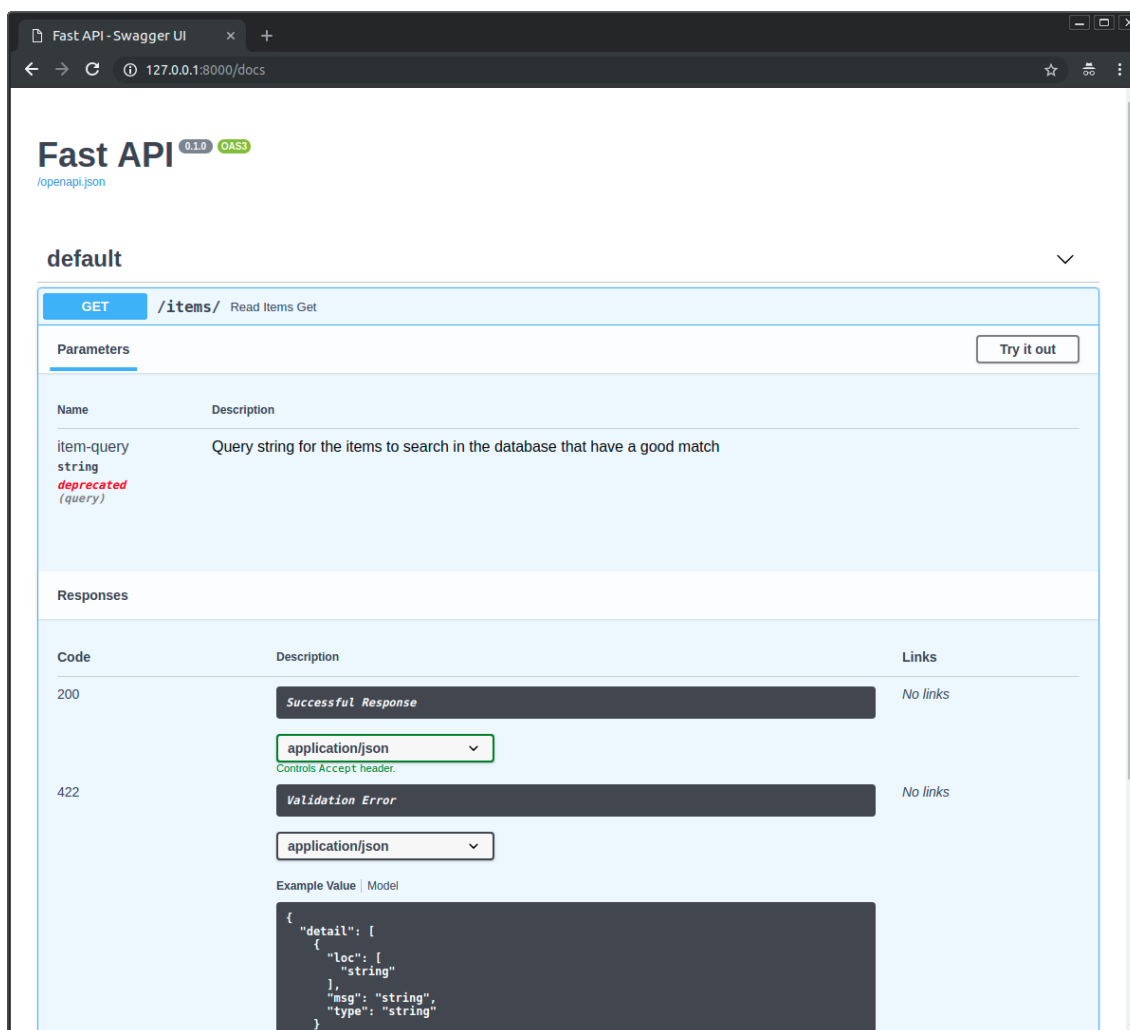 Fast API - Swagger UI
127.0.0.1:8000/docs
Fast API 0.1.0 OAS3
/openapi.json
default
GET /items/ Read Items Get
Parameters Try it out
Name Description
item-query Query string for the items to search in the database that have a good match
string
deprecated
(query)
Responses
Code Description Links
200 Successful Response No links
application/json
Controls Accept header.
422 Validation Error No links
application/json
Example Value Model
{
"detail": [
{
"loc": [
"string"
],
"msg": "string",
"type": "string"
}